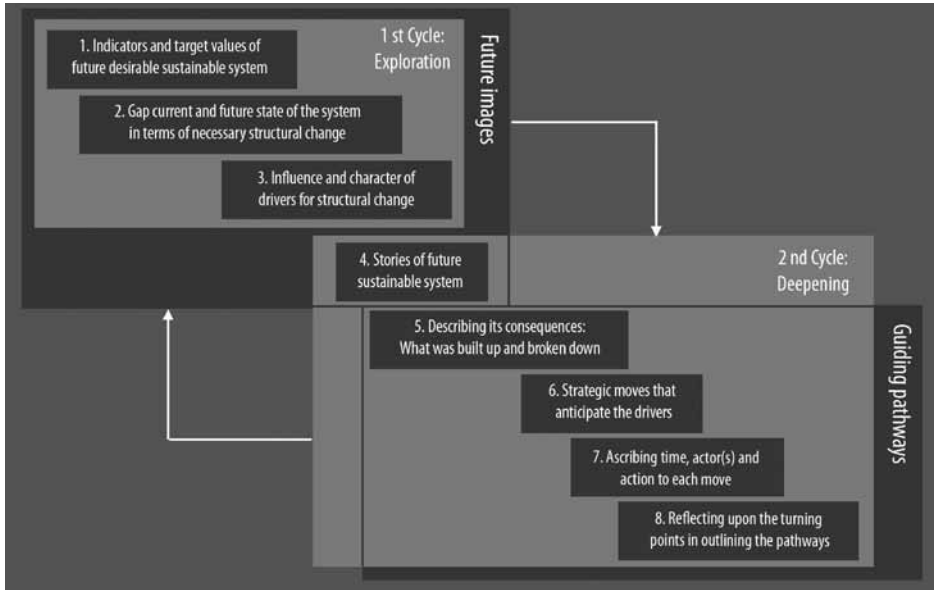 1 st Cycle:
Exploration
Future images
1. Indicators and target values of
future desirable sustainable system
2. Gap current and future state of the system
in terms of necessary structural change
3. Influence and character of
drivers for structural change
4. Stories of future
sustainable system
2 nd Cycle:
Deepening
Guiding pathways
5. Describing its consequences:
What was built up and broken down
6. Strategic moves that
anticipate the drivers
7. Ascribing time, actor(s) and
action to each move
8. Reflecting upon the turning
points in outlining the pathways